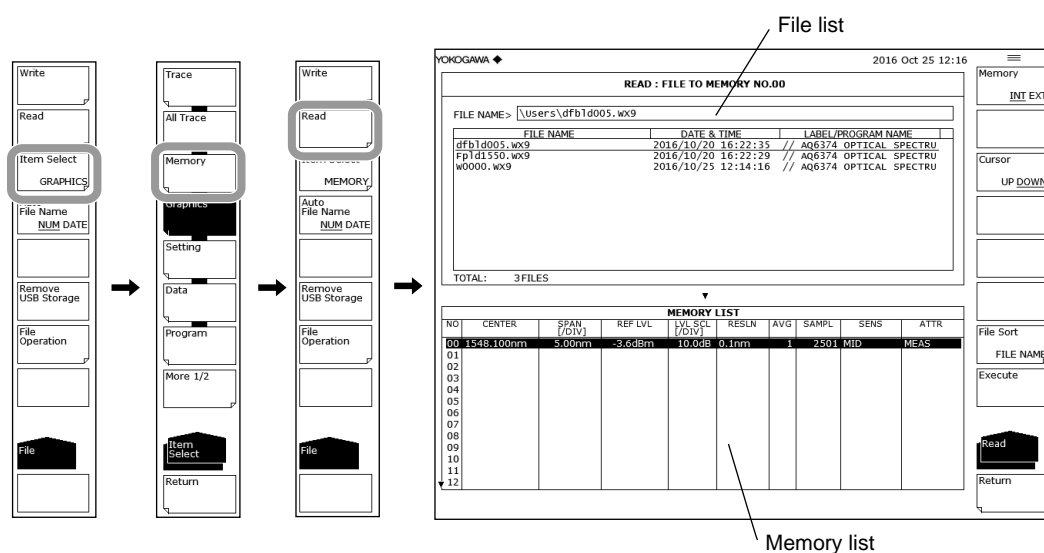 File list
Write
Read
Item Select
GRAPHICS
Auto
File Name
NUM DATE
Remove
USB Storage
File
Operation
File
Trace
All Trace
Memory
Graphics
Setting
Data
Program
More 1/2
Item
Select
Return
Write
Read
Item Select
MEMORY
Auto
File Name
NUM DATE
Remove
USB Storage
File
Operation
File
YOKOGAWA 2016 Oct 25 12:16
READ : FILE TO MEMORY NO.00
FILE NAME> \Users\dfbld005.WX9
FILE NAME DATE & TIME LABEL/PROGRAM NAME
dfbld005.WX9 2016/10/20 16:22:35 // AQ6374 OPTICAL SPECTRU
Fpld1550.WX9 2016/10/20 16:22:29 // AQ6374 OPTICAL SPECTRU
W0000.WX9 2016/10/25 12:14:16 // AQ6374 OPTICAL SPECTRU
TOTAL: 3FILES
MEMORY LIST
NO CENTER SPAN [/DIV] REF LVL LVL SCL [/DIV] RESLN AVG SAMPL SENS ATTR
00 1548.100nm 5.00nm -3.6dBm 10.0dB 0.1nm 1 2501 MID MEAS
01
02
03
04
05
06
07
08
09
10
11
12
Memory
INT EXT
Cursor
UP DOWN
File Sort
FILE NAME
Execute
Read
Return
Memory list